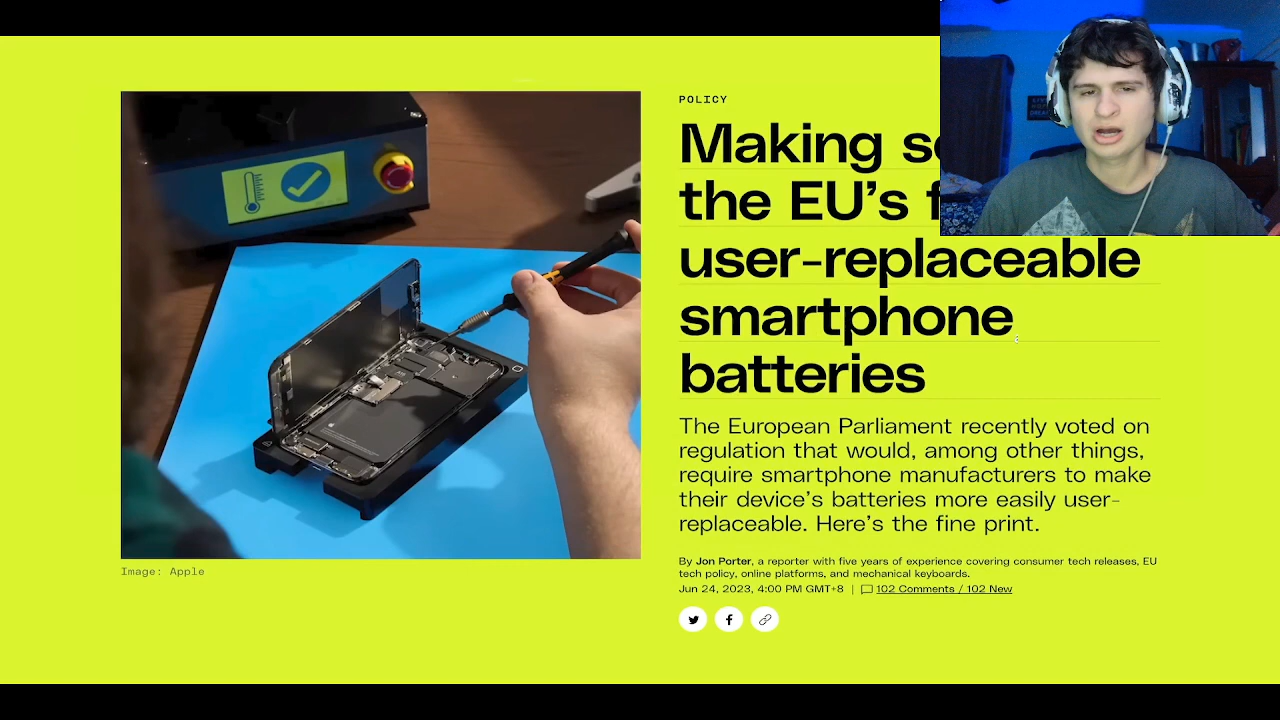 POLICY
Making s
the EU's f
user-replaceable
smartphone
batteries
The European Parliament recently voted on
regulation that would, among other things,
require smartphone manufacturers to make
their device's batteries more easily user-
replaceable. Here's the fine print.
By Jon Porter, a reporter with five years of experience covering consumer tech releases, EU
tech policy, online platforms, and mechanical keyboards.
Jun 24, 2023, 4:00 PM GMT+8 | 102 Comments / 102 New
Image: Apple